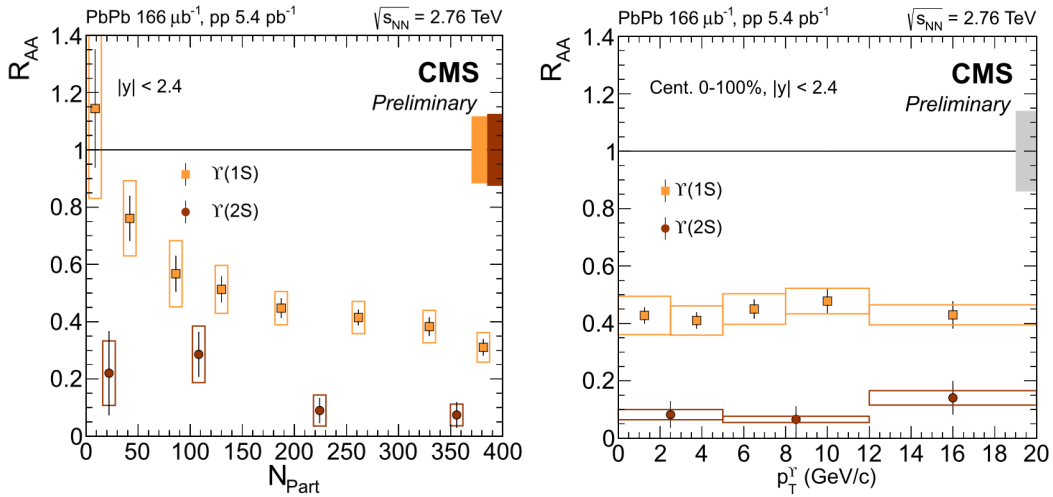 PbPb 166 μb⁻¹, pp 5.4 pb⁻¹ √sNN = 2.76 TeV
R_AA
1.4
1.2
1
0.8
0.6
0.4
0.2
0
CMS
Preliminary
|y| < 2.4
ϒ(1S)
ϒ(2S)
0 50 100 150 200 250 300 350 400
N_Part
PbPb 166 μb⁻¹, pp 5.4 pb⁻¹ √sNN = 2.76 TeV
R_AA
1.4
1.2
1
0.8
0.6
0.4
0.2
0
CMS
Cent. 0-100%, |y| < 2.4
Preliminary
ϒ(1S)
ϒ(2S)
0 2 4 6 8 10 12 14 16 18 20
p_T^ϒ (GeV/c)